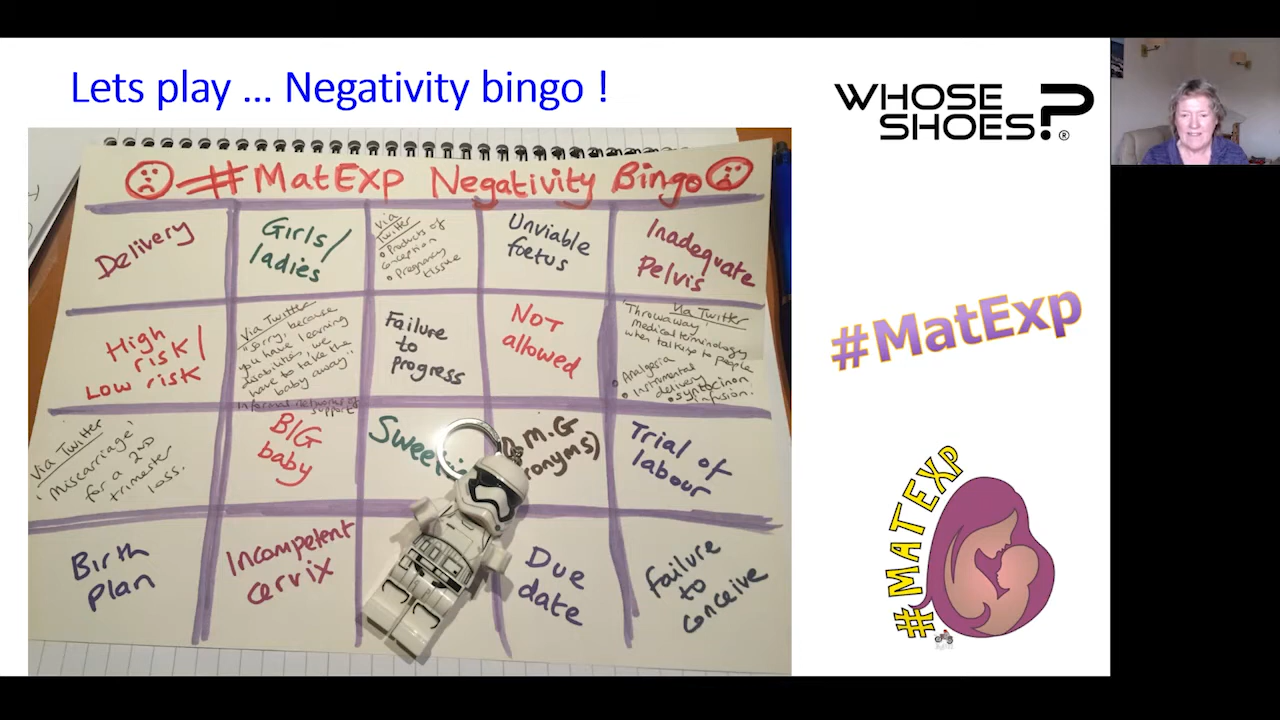 Lets play ... Negativity bingo !
WHOSE
SHOES?®
#MatExp Negativity Bingo
Delivery
Girls/
ladies
Via
Twitter
• Products of
conception
• Pregnancy
tissue
Unviable
foetus
Inadequate
Pelvis
High
risk/
Low risk
Via Twitter
"Sorry, because
you have learning
disabilities, we
have to take the
baby away"
Informal networks of
support
Failure
to
progress
Not
allowed
Via Twitter
'Throwaway'
medical terminology
when talking to people
• Analgesia
• Instrumental
delivery
• syntocinon
infusion.
Via Twitter
'Miscarriage'
for a 2nd
trimester
loss.
BIG
baby
M.G
Trial of
labour
Birth
plan
Incompetent
cervix
Due
date
Failure
to
conceive
#MatExp
#MATEXP